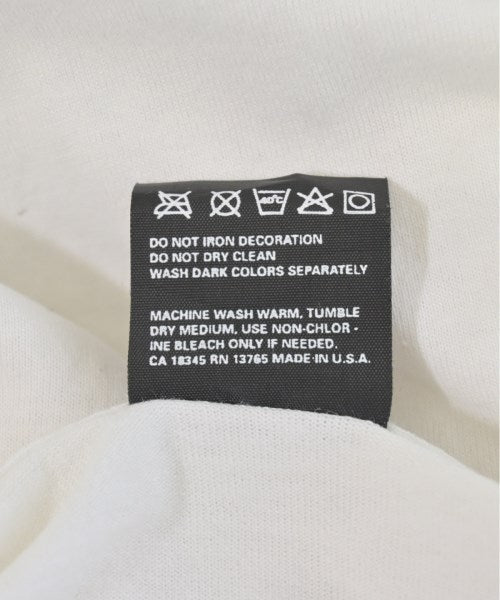 40°C
DO NOT IRON DECORATION
DO NOT DRY CLEAN
WASH DARK COLORS SEPARATELY
MACHINE WASH WARM, TUMBLE
DRY MEDIUM, USE NON-CHLOR -
INE BLEACH ONLY IF NEEDED.
CA 18345 RN 13765 MADE IN U.S.A.